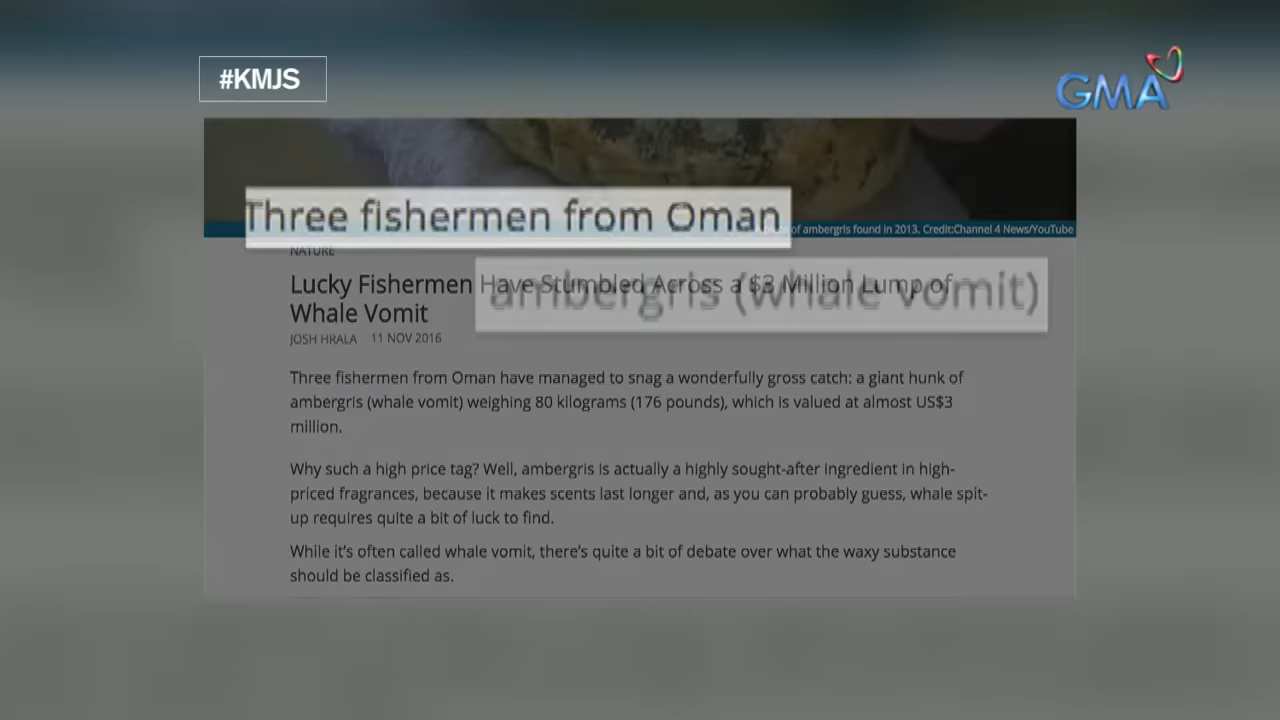 #KMJS
GMA
Three fishermen from Oman
of ambergris found in 2013. Credit:Channel 4 News/YouTube
NATURE
Lucky Fishermen Have Stumbled Across a $3 Million Lump of
ambergris (whale vomit)
Whale Vomit
JOSH HRALA 11 NOV 2016
Three fishermen from Oman have managed to snag a wonderfully gross catch: a giant hunk of
ambergris (whale vomit) weighing 80 kilograms (176 pounds), which is valued at almost US$3
million.
Why such a high price tag? Well, ambergris is actually a highly sought-after ingredient in high-
priced fragrances, because it makes scents last longer and, as you can probably guess, whale spit-
up requires quite a bit of luck to find.
While it's often called whale vomit, there's quite a bit of debate over what the waxy substance
should be classified as.